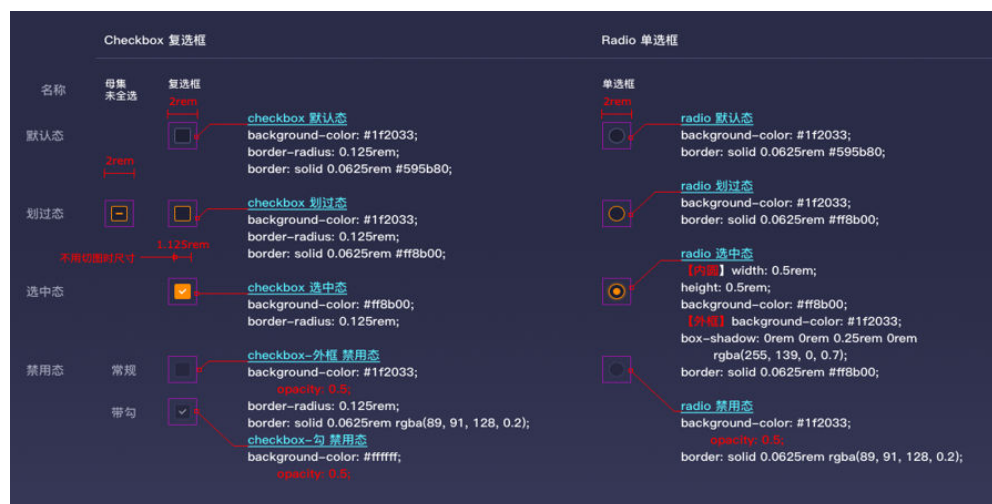 Checkbox 复选框
Radio 单选框
名称
母集
未全选
复选框
2rem
单选框
2rem
默认态
checkbox 默认态
background-color: #1f2033;
border-radius: 0.125rem;
border: solid 0.0625rem #595b80;
radio 默认态
background-color: #1f2033;
border: solid 0.0625rem #595b80;
2rem
划过态
checkbox 划过态
background-color: #1f2033;
border-radius: 0.125rem;
border: solid 0.0625rem #ff8b00;
radio 划过态
background-color: #1f2033;
border: solid 0.0625rem #ff8b00;
1.125rem
不用切图时尺寸
选中态
checkbox 选中态
background-color: #ff8b00;
border-radius: 0.125rem;
radio 选中态
【内圆】width: 0.5rem;
height: 0.5rem;
background-color: #ff8b00;
【外框】background-color: #1f2033;
box-shadow: 0rem 0rem 0.25rem 0rem
rgba(255, 139, 0, 0.7);
border: solid 0.0625rem #ff8b00;
禁用态
常规
checkbox-外框 禁用态
background-color: #1f2033;
opacity: 0.5;
border-radius: 0.125rem;
border: solid 0.0625rem rgba(89, 91, 128, 0.2);
带勾
checkbox-勾 禁用态
background-color: #ffffff;
opacity: 0.5;
radio 禁用态
background-color: #1f2033;
opacity: 0.5;
border: solid 0.0625rem rgba(89, 91, 128, 0.2);